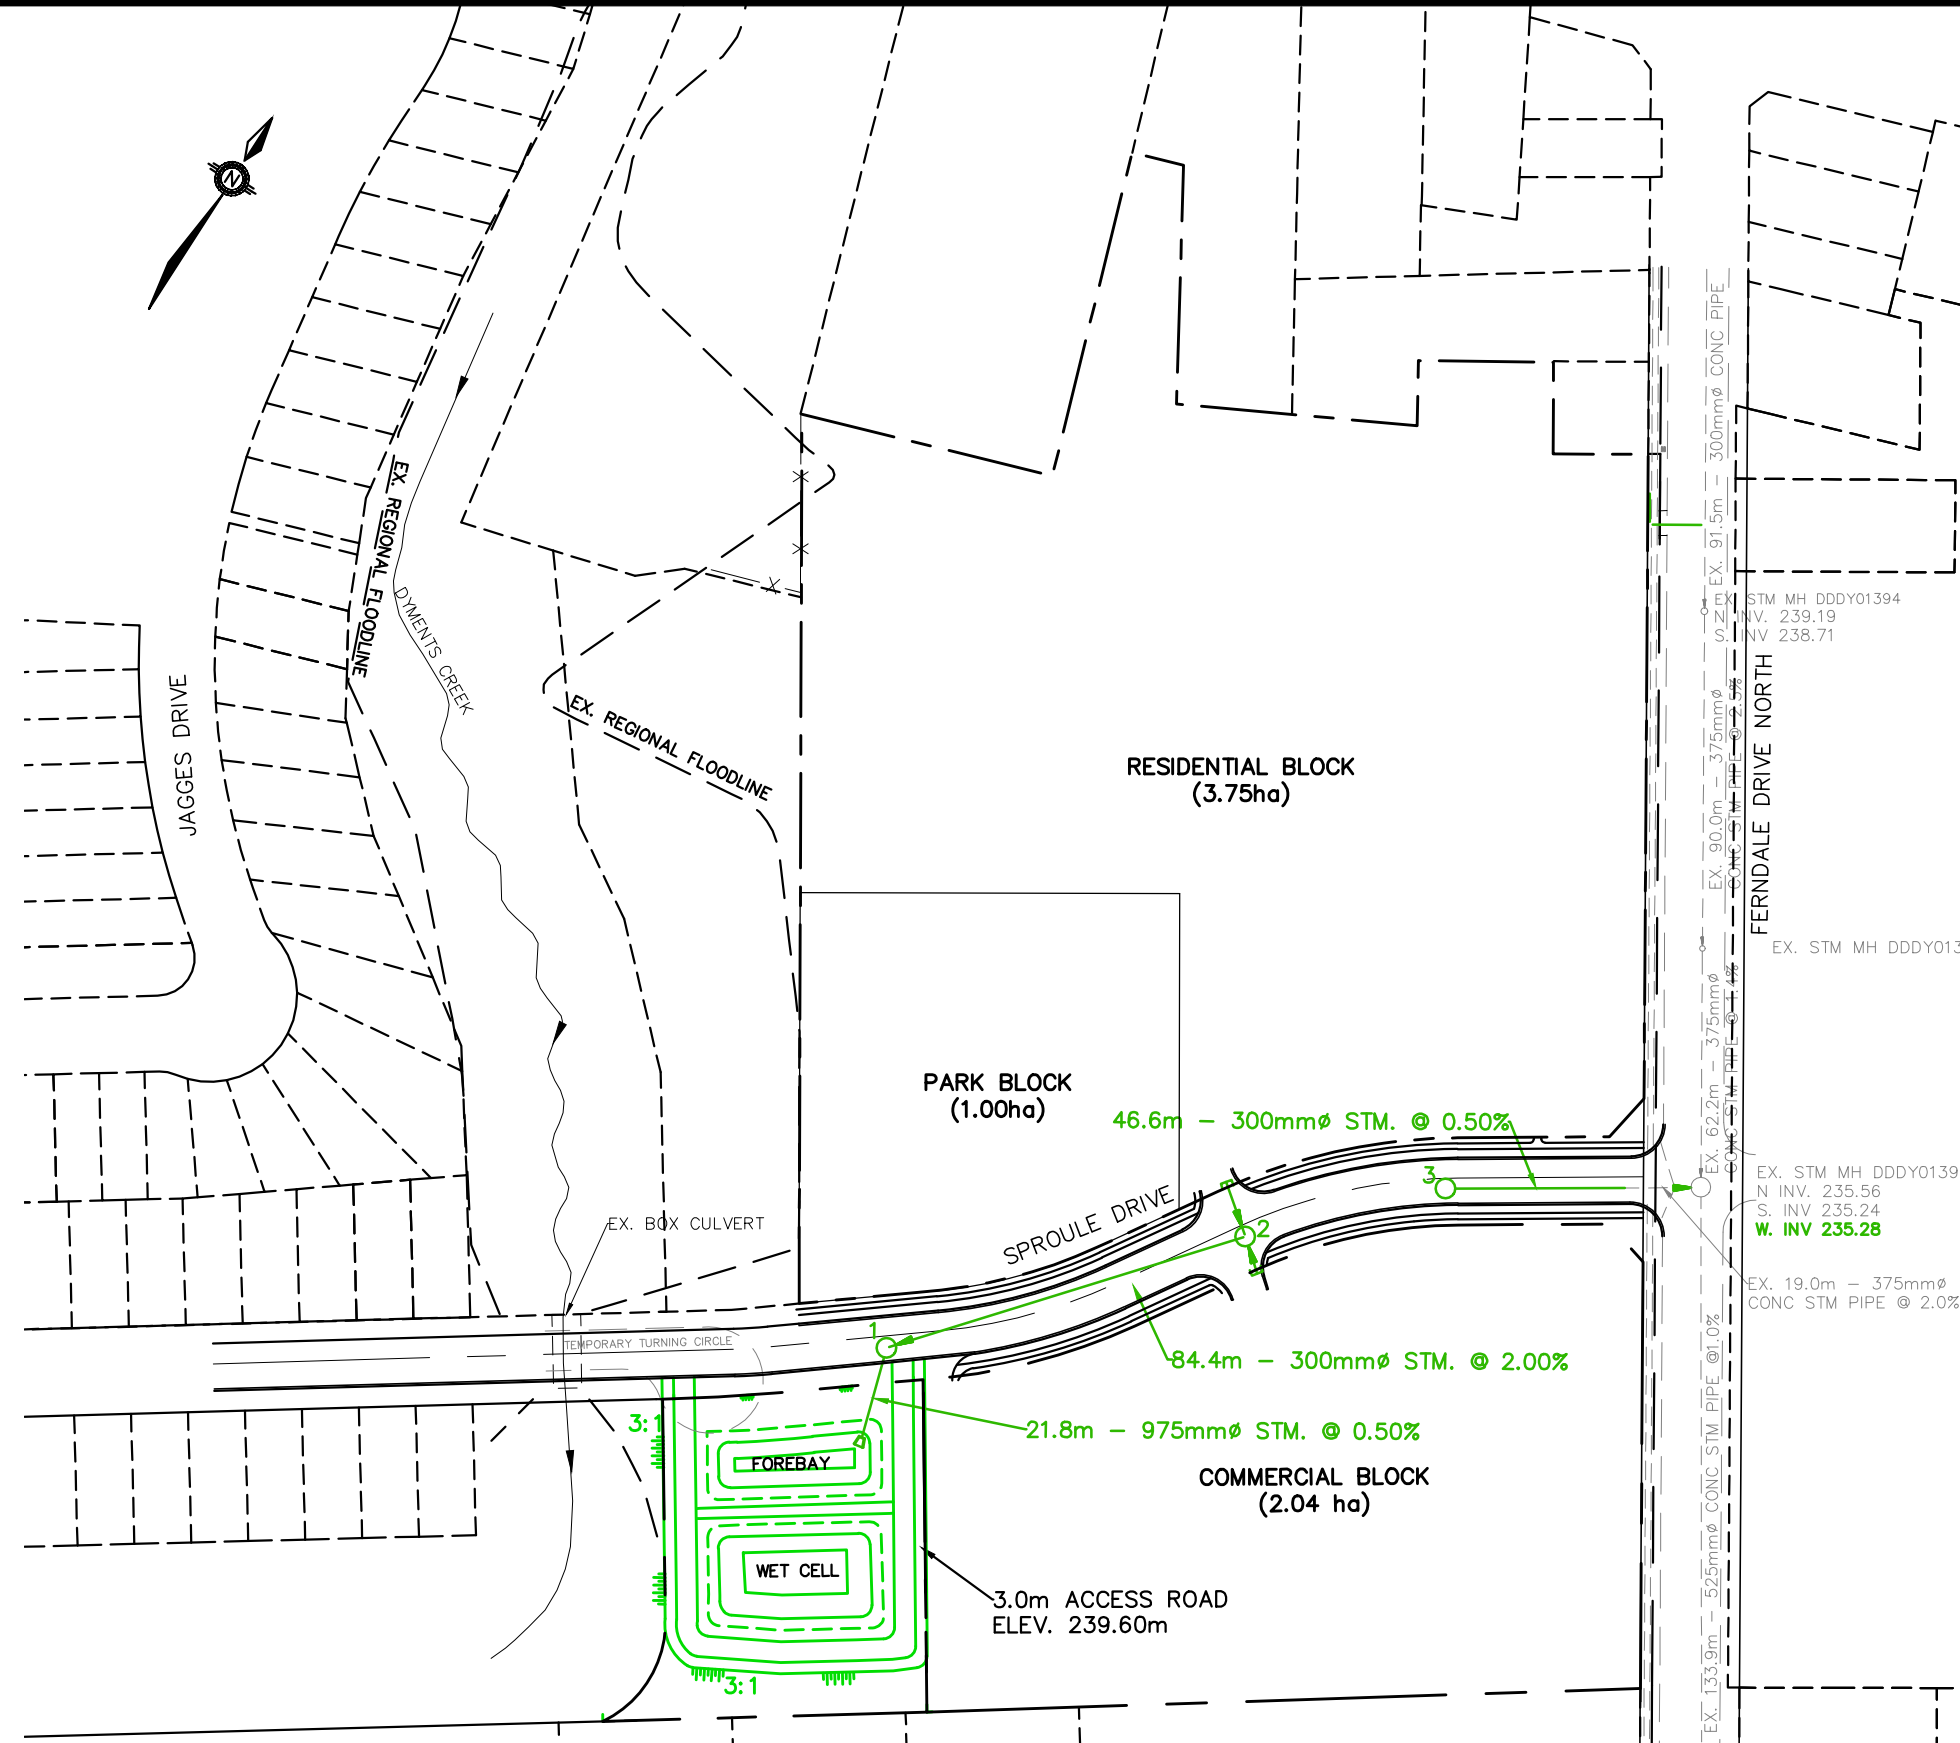 N
EX. REGIONAL FLOODLINE
DYMENTS CREEK
EX. REGIONAL FLOODLINE
JAGGES DRIVE
RESIDENTIAL BLOCK
(3.75ha)
EX. 91.5m - 300mmø CONC PIPE
EX. STM MH DDDY01394
N INV. 239.19
S. INV 238.71
FERNDALE DRIVE NORTH
EX. 90.0m - 375mmø
CONC STM PIPE @ 2.5%
EX. STM MH DDDY013
EX. 62.2m - 375mmø
CONC STM PIPE @ 1.4%
PARK BLOCK
(1.00ha)
46.6m - 300mmø STM. @ 0.50%
3
EX. STM MH DDDY0139
N INV. 235.56
S. INV 235.24
W. INV 235.28
SPROULE DRIVE
2
EX. BOX CULVERT
EX. 19.0m - 375mmø
CONC STM PIPE @ 2.0%
TEMPORARY TURNING CIRCLE
1
84.4m - 300mmø STM. @ 2.00%
3:1
21.8m - 975mmø STM. @ 0.50%
FOREBAY
COMMERCIAL BLOCK
(2.04 ha)
WET CELL
3.0m ACCESS ROAD
ELEV. 239.60m
3:1
EX. 133.9m - 525mmø CONC STM PIPE @1.0%